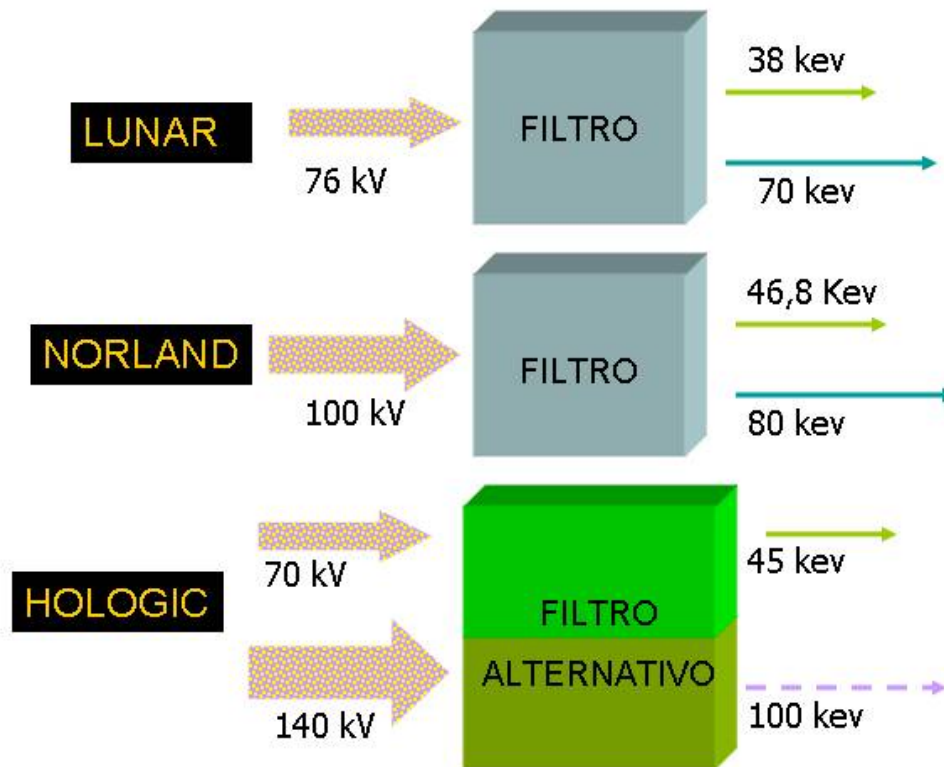 LUNAR
76 kV
FILTRO
38 kev
70 kev
NORLAND
100 kV
FILTRO
46,8 Kev
80 kev
HOLOGIC
70 kV
140 kV
FILTRO
ALTERNATIVO
45 kev
100 kev